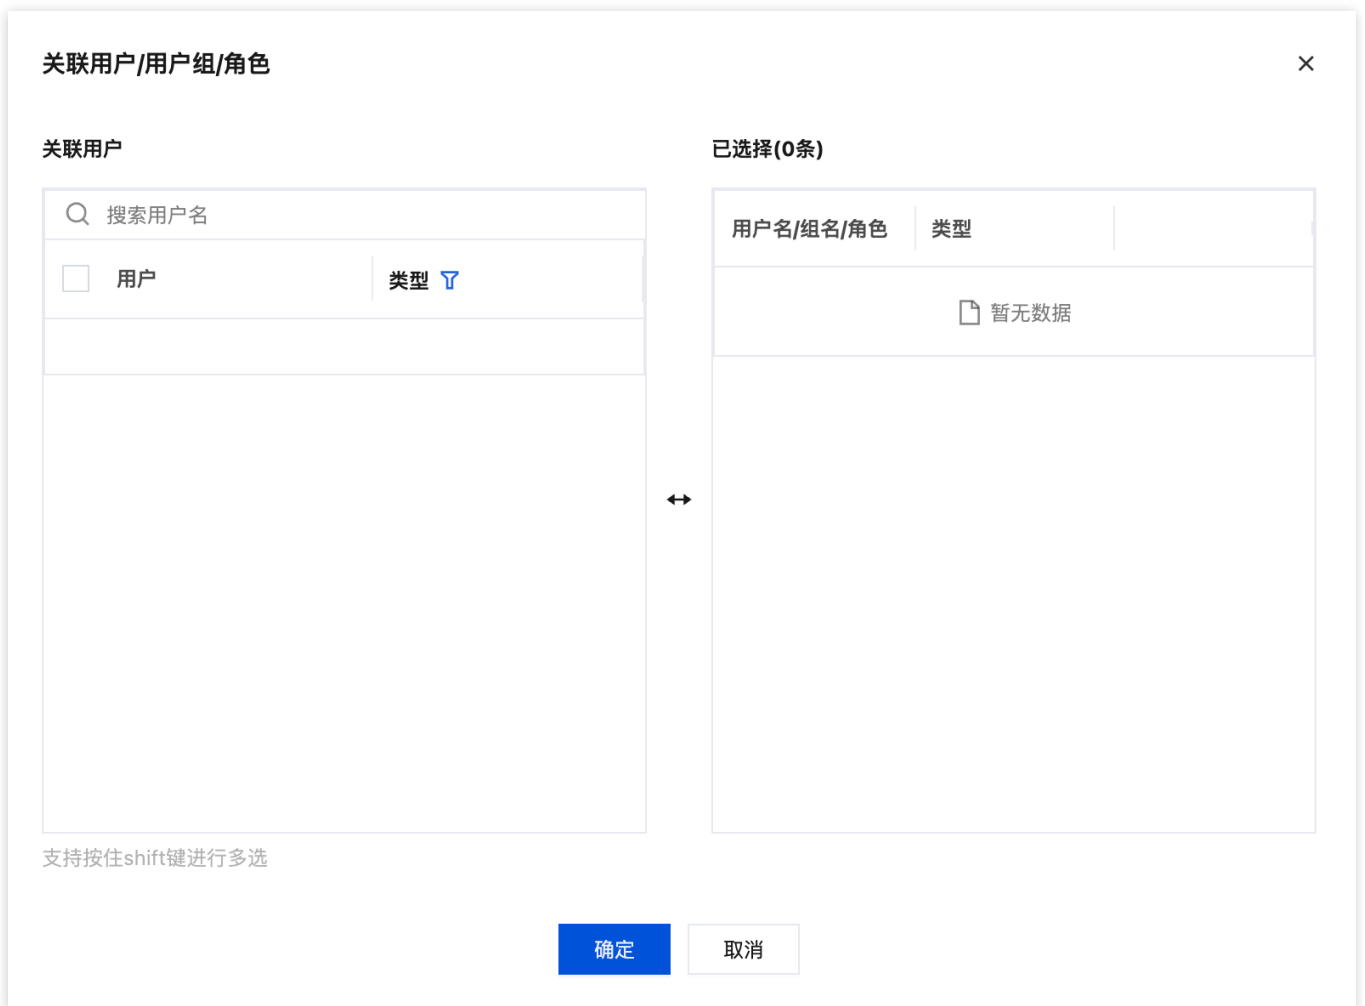 关联用户/用户组/角色
关联用户
搜索用户名
用户
类型
支持按住shift键进行多选
已选择(0条)
用户名/组名/角色
类型
暂无数据
确定
取消